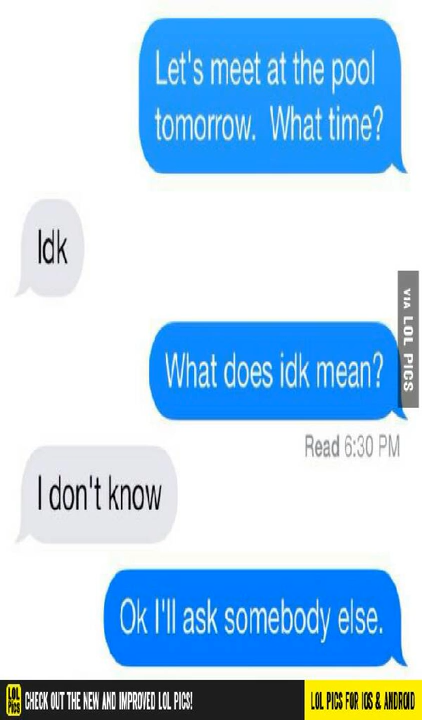 Let's meet at the pool
tomorrow.  What time?
Idk
What does idk mean?
Read 6:30 PM
I don't know
Ok I'll ask somebody else.
VIA LOL PICS
LOL
Pics
CHECK OUT THE NEW AND IMPROVED LOL PICS!
LOL PICS FOR IOS & ANDROID